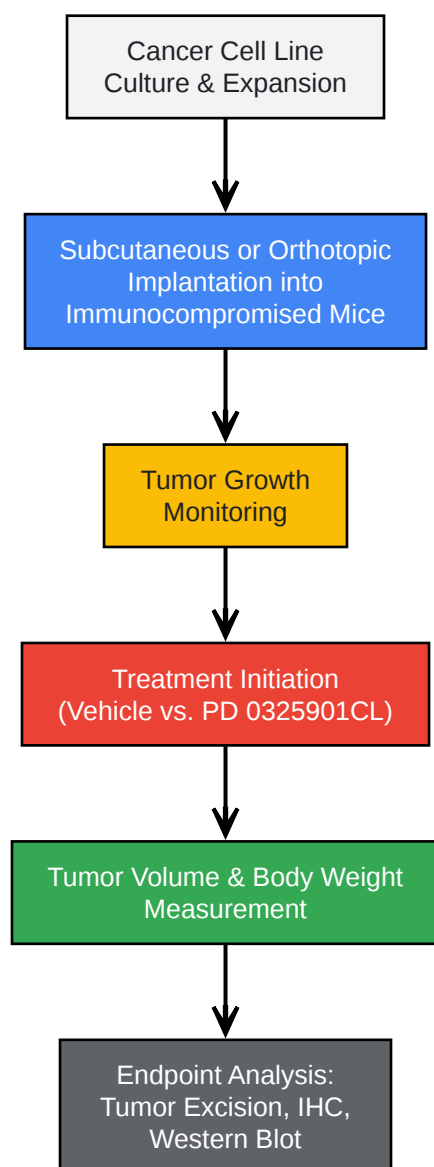 Cancer Cell Line
Culture & Expansion
Subcutaneous or Orthotopic
Implantation into
Immunocompromised Mice
Tumor Growth
Monitoring
Treatment Initiation
(Vehicle vs. PD 0325901CL)
Tumor Volume & Body Weight
Measurement
Endpoint Analysis:
Tumor Excision, IHC,
Western Blot